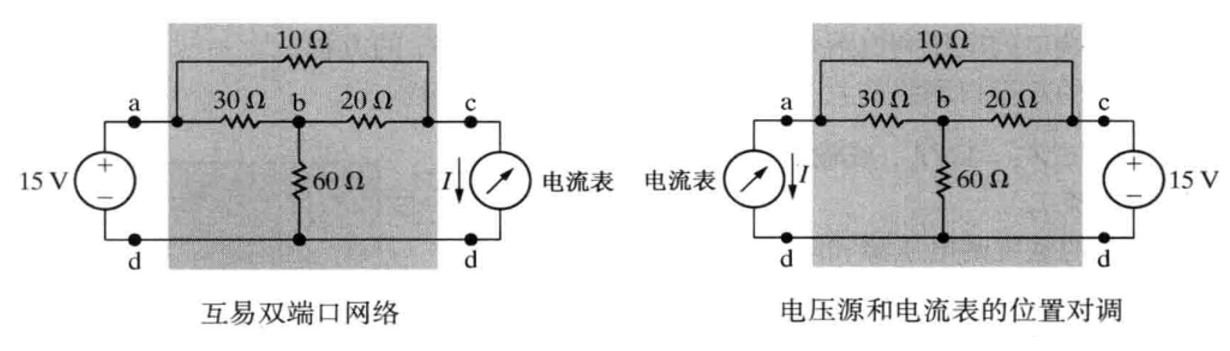 10 Ω
a 30 Ω b 20 Ω c
15 V + − 60 Ω I 电流表
d d
互易双端口网络
10 Ω
a 30 Ω b 20 Ω c
电流表 I 60 Ω + − 15 V
d d
电压源和电流表的位置对调